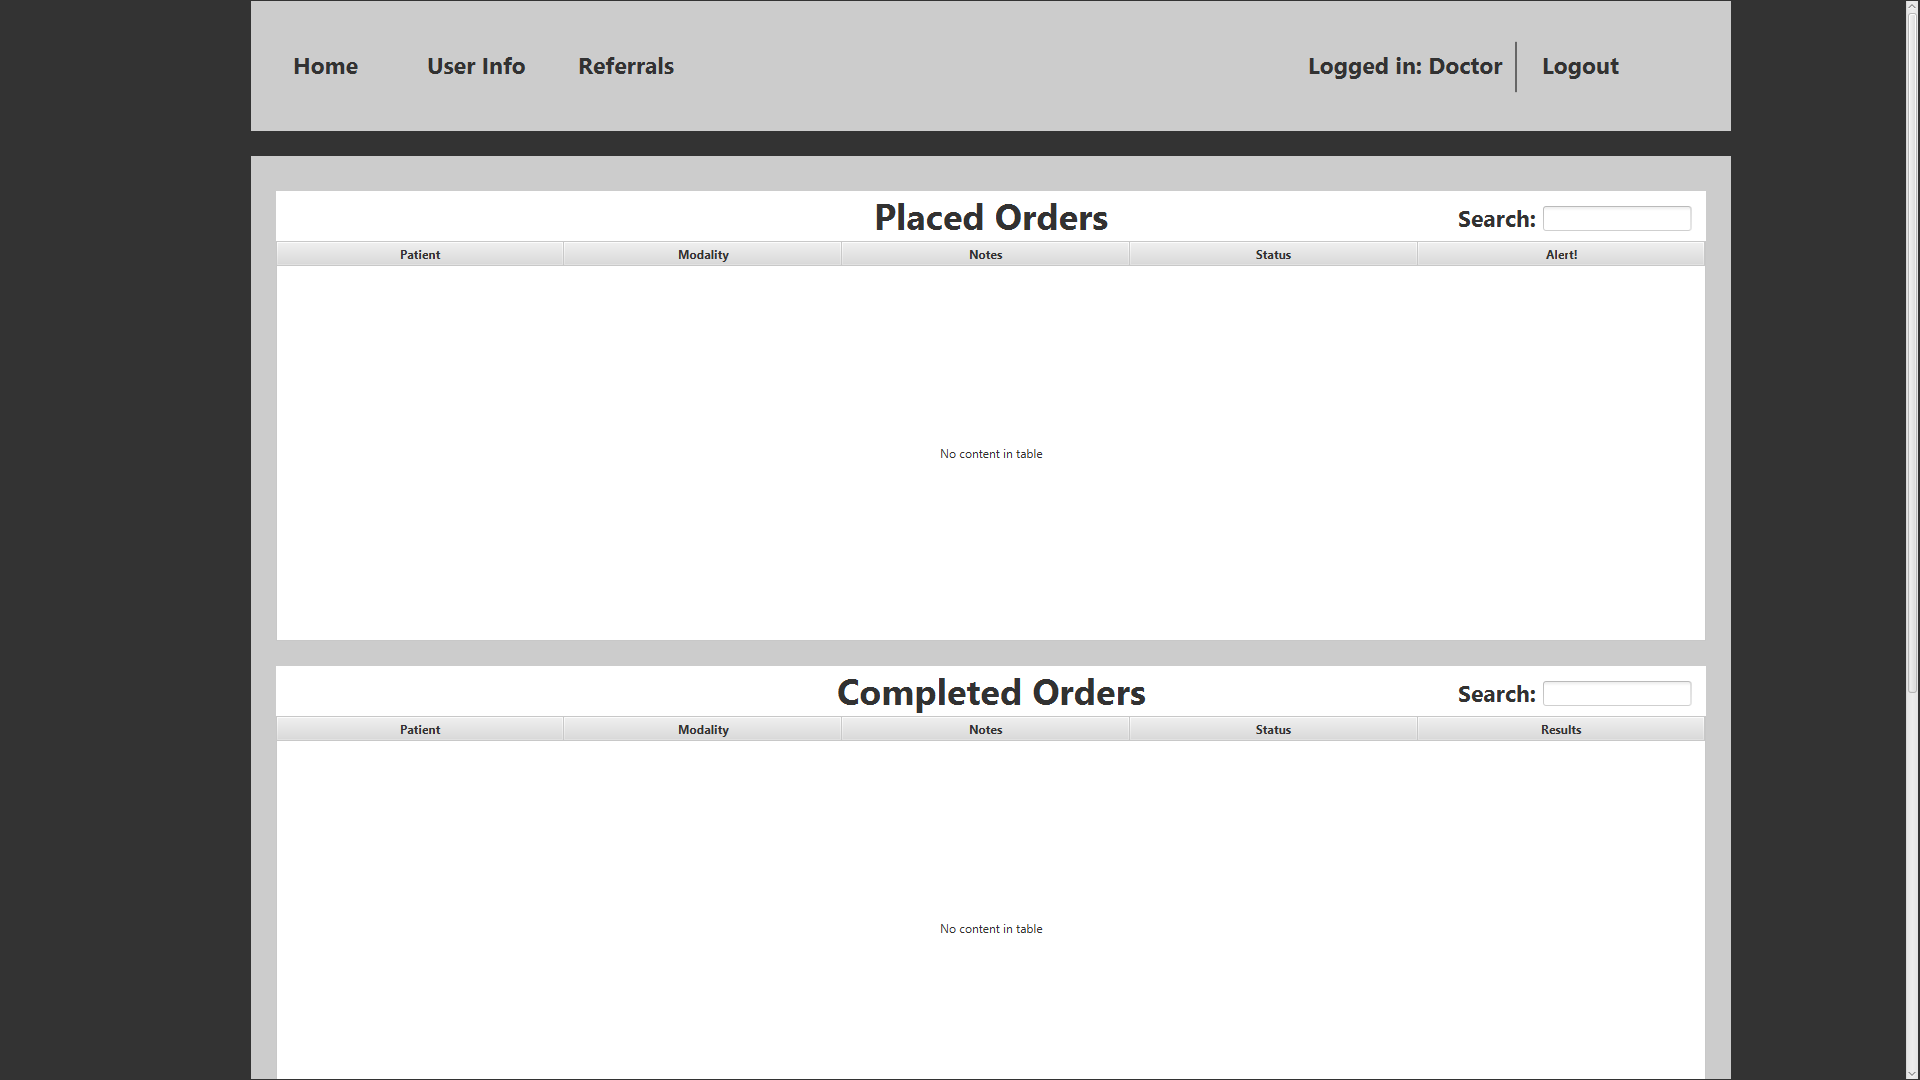 Home User Info Referrals Logged in: Doctor Logout
Placed Orders Search:
Patient Modality Notes Status Alert!
No content in table
Completed Orders Search:
Patient Modality Notes Status Results
No content in table